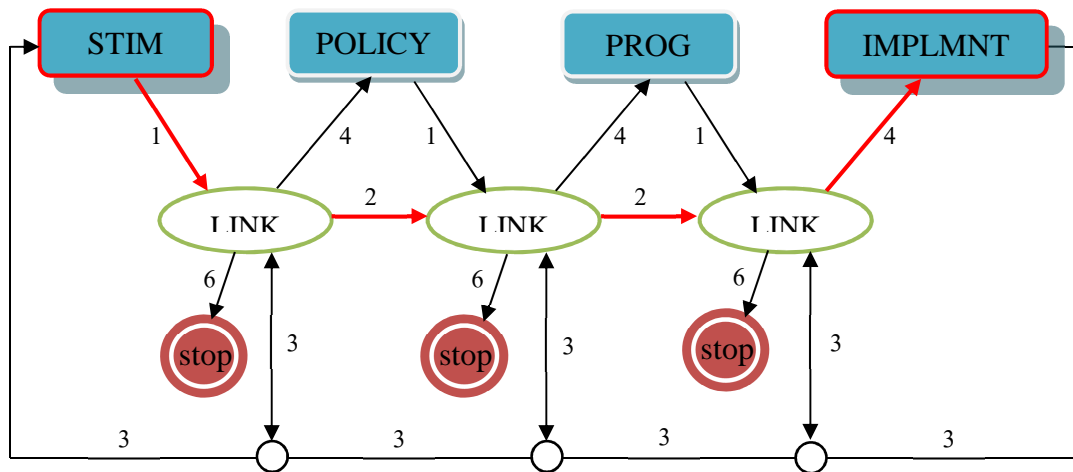 STIM POLICY PROG IMPLMNT
1 4 1 4 1 4
2 2
LINK LINK LINK
6 6 6
3 3 3
stop stop stop
3 3 3 3